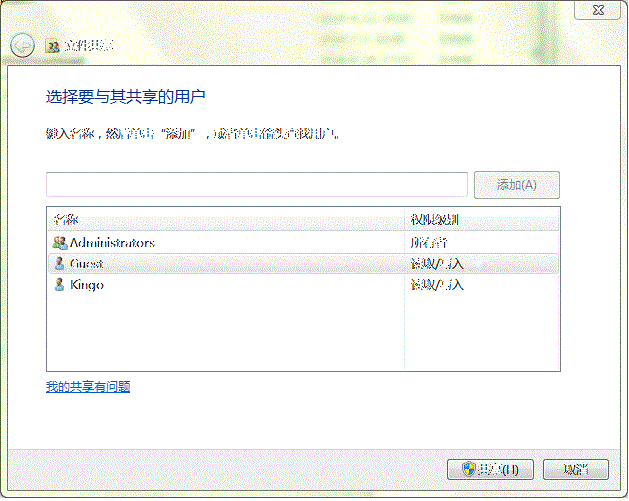 文件共享
选择要与其共享的用户
键入名称，然后单击“添加”，或者单击箭头查找用户。
添加(A)
名称 权限级别
Administrators 所有者
Guest 读取/写入
Kingo 读取/写入
我的共享有问题
共享(H) 取消